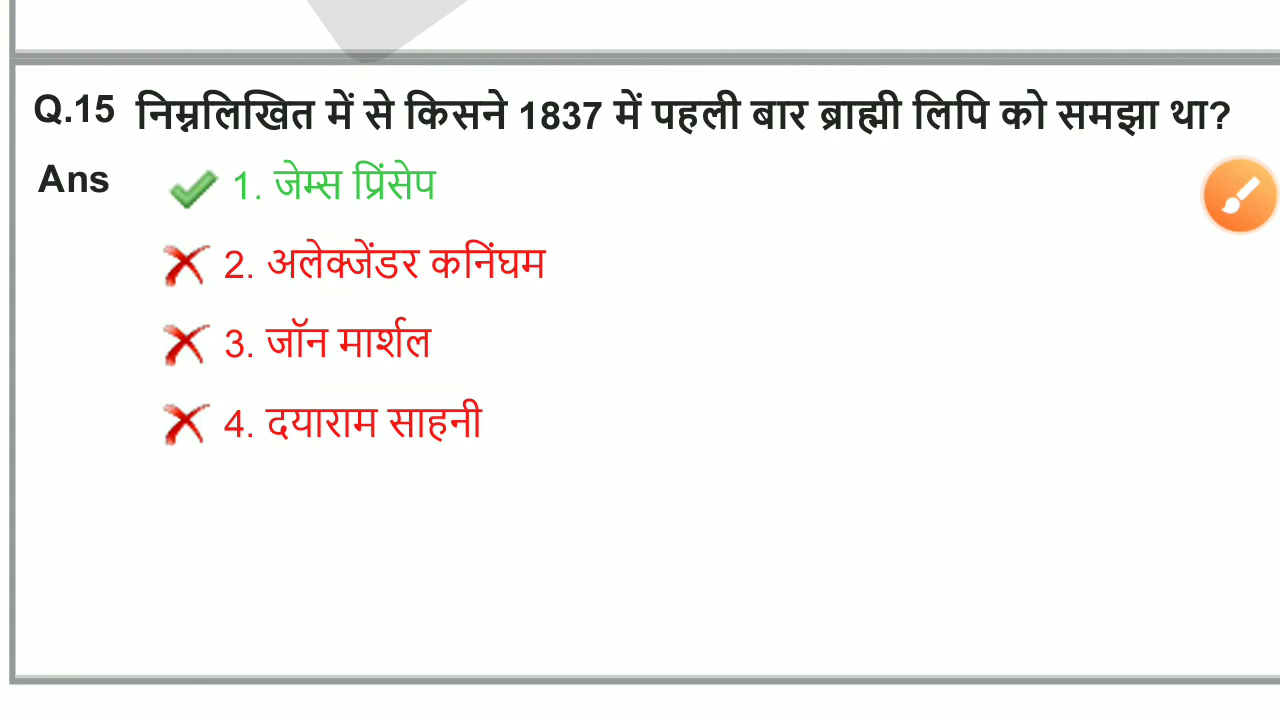 Q.15 निम्नलिखित में से किसने 1837 में पहली बार ब्राह्मी लिपि को समझा था?
Ans 1. जेम्स प्रिंसेप
2. अलेक्जेंडर कनिंघम
3. जॉन मार्शल
4. दयाराम साहनी